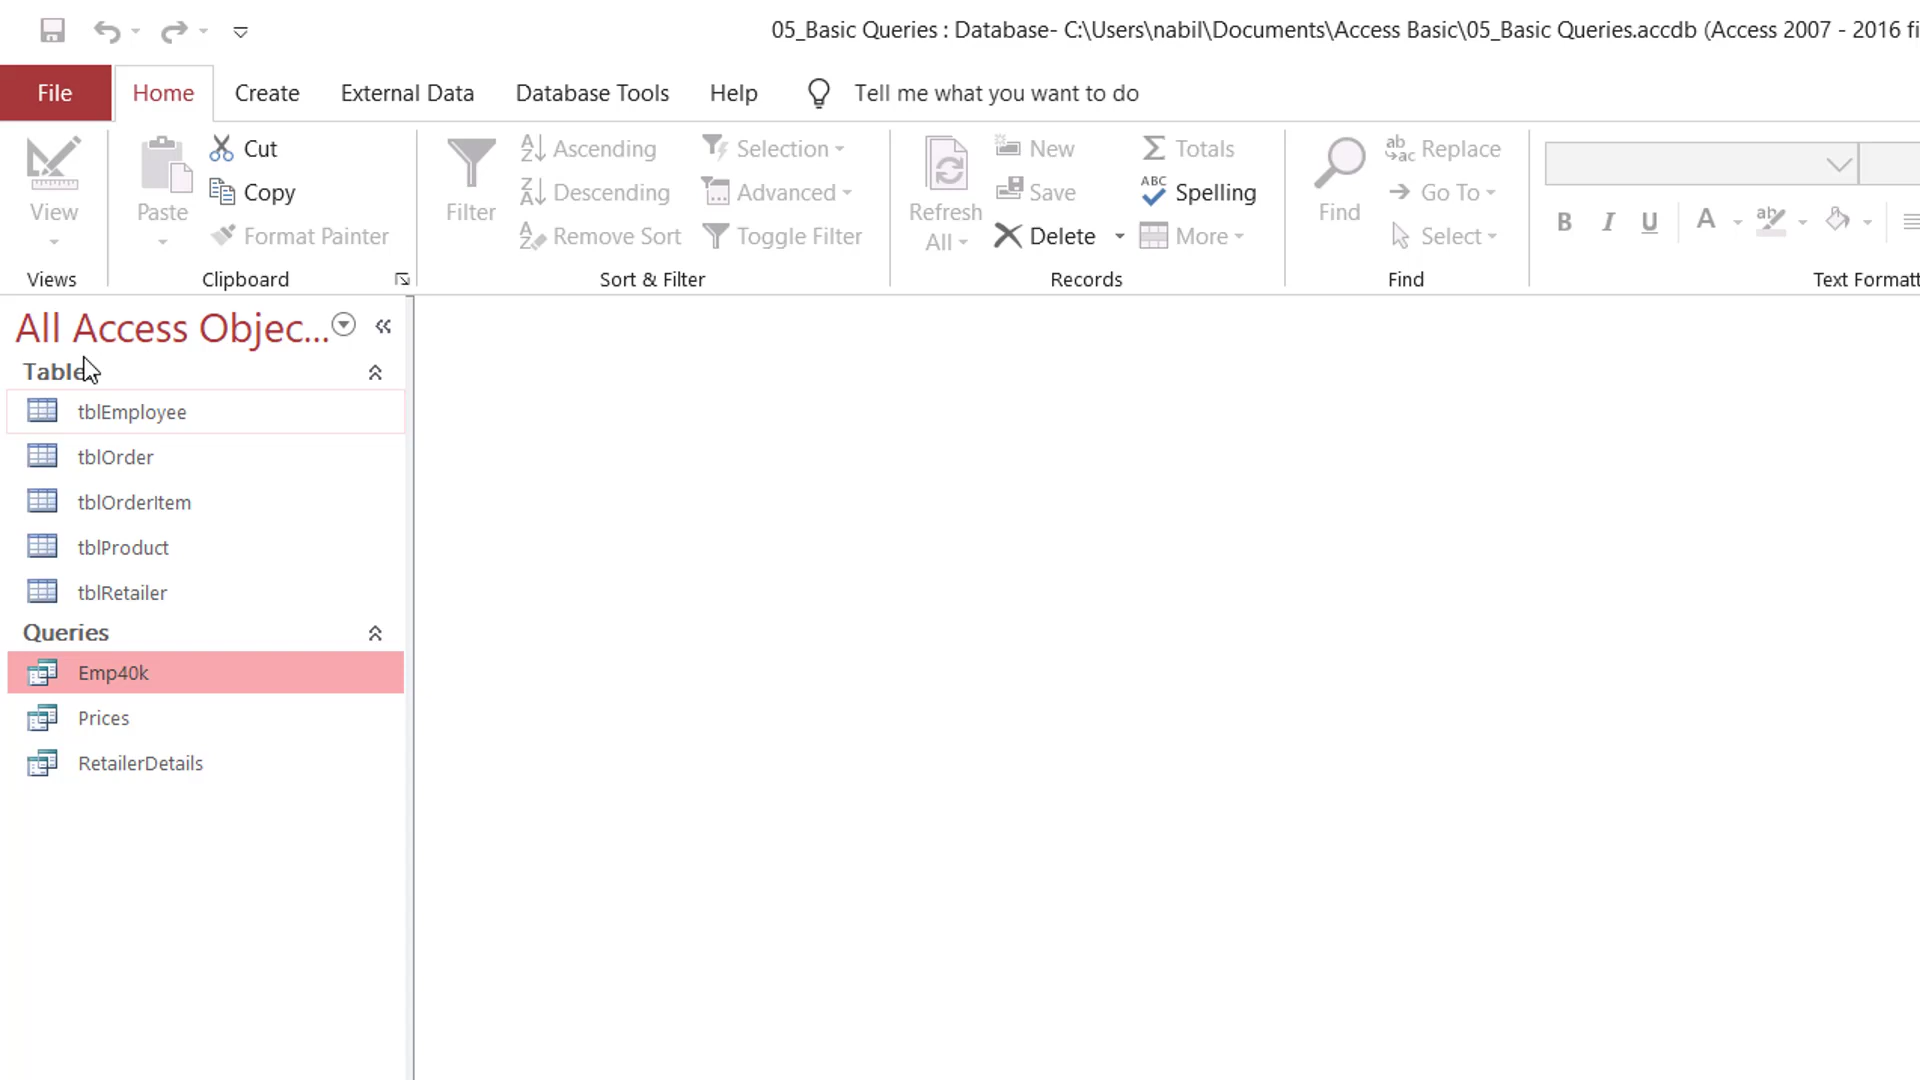 05_Basic Queries : Database- C:\Users\nabil\Documents\Access Basic\05_Basic Queries.accdb (Access 2007 - 2016 fi
File Home Create External Data Database Tools Help Tell me what you want to do
View
Views
Paste
Cut
Copy
Format Painter
Clipboard
Filter
Ascending
Descending
Remove Sort
Selection
Advanced
Toggle Filter
Sort & Filter
Refresh
All
New
Save
Delete
Totals
Spelling
More
Records
Find
Replace
Go To
Select
Find
B I U A
Text Formatt
All Access Objec...
Table
tblEmployee
tblOrder
tblOrderItem
tblProduct
tblRetailer
Queries
Emp40k
Prices
RetailerDetails